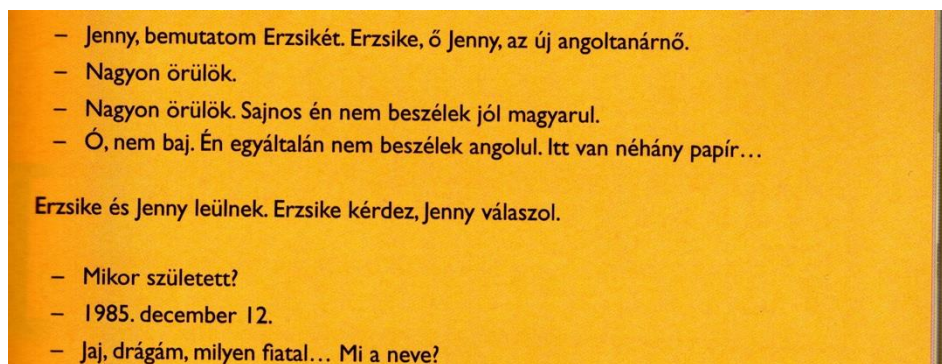 – Jenny, bemutatom Erzsikét. Erzsike, ő Jenny, az új angoltanárnő.
– Nagyon örülök.
– Nagyon örülök. Sajnos én nem beszélek jól magyarul.
– Ó, nem baj. Én egyáltalán nem beszélek angolul. Itt van néhány papír…
Erzsike és Jenny leülnek. Erzsike kérdez, Jenny válaszol.
– Mikor született?
– 1985. december 12.
– Jaj, drágám, milyen fiatal… Mi a neve?